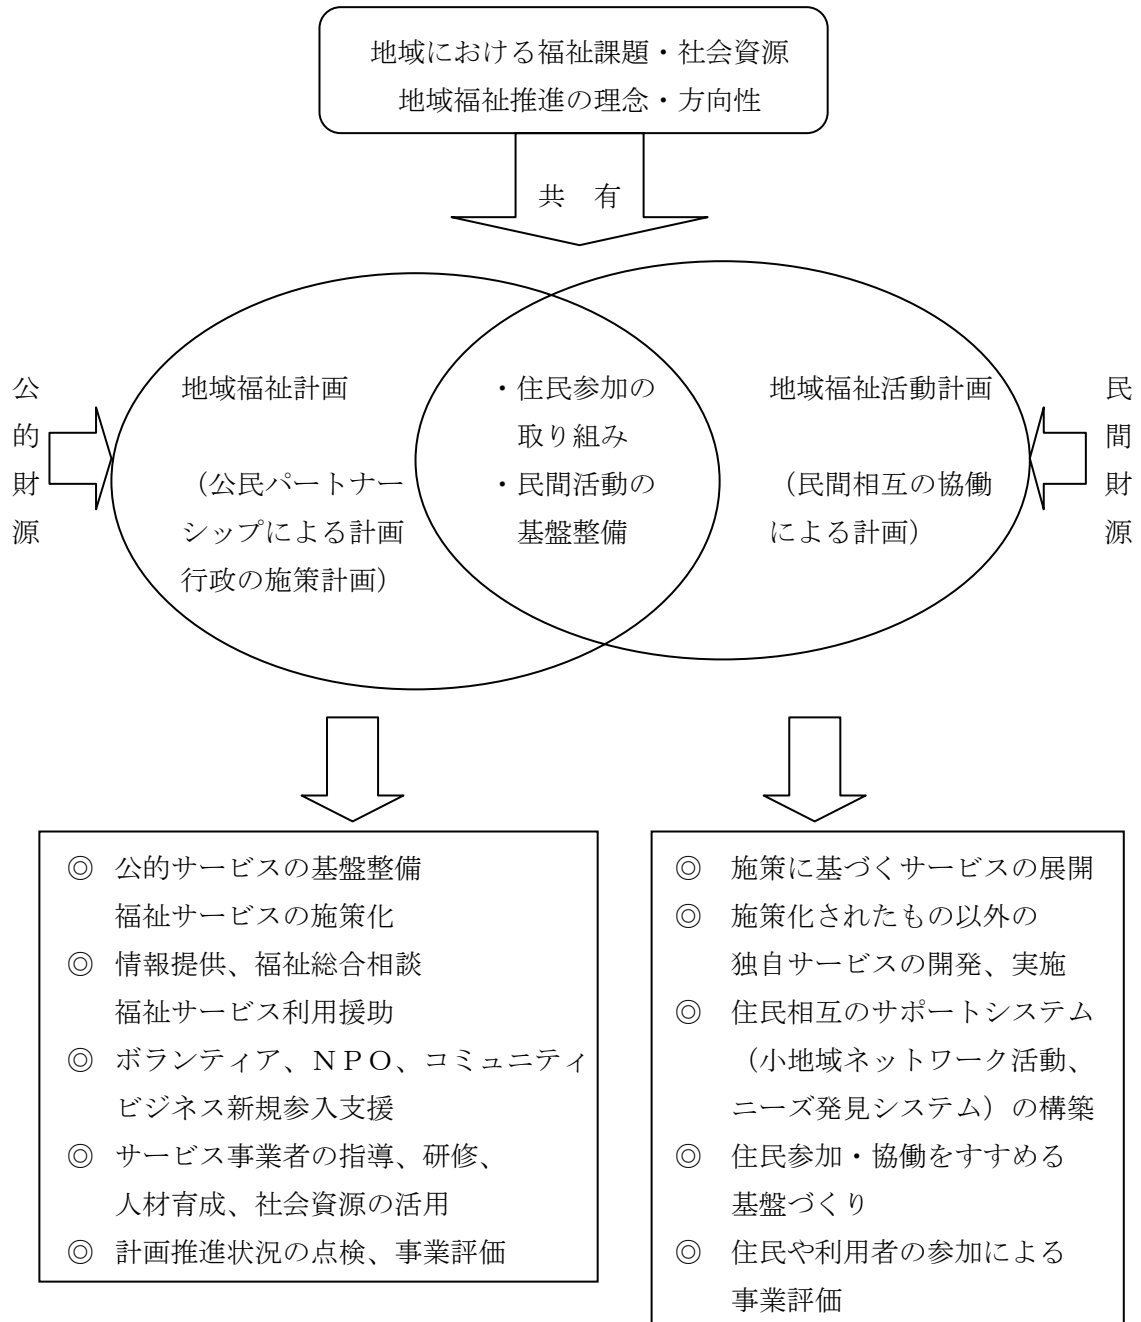 地域における福祉課題・社会資源
地域福祉推進の理念・方向性
共　有
公的財源
地域福祉計画
（公民パートナー
シップによる計画
行政の施策計画）
・住民参加の
取り組み
・民間活動の
基盤整備
地域福祉活動計画
（民間相互の協働
による計画）
民間財源
◎　公的サービスの基盤整備
福祉サービスの施策化
◎　情報提供、福祉総合相談
福祉サービス利用援助
◎　ボランティア、ＮＰＯ、コミュニティ
ビジネス新規参入支援
◎　サービス事業者の指導、研修、
人材育成、社会資源の活用
◎　計画推進状況の点検、事業評価
◎　施策に基づくサービスの展開
◎　施策化されたもの以外の
独自サービスの開発、実施
◎　住民相互のサポートシステム
（小地域ネットワーク活動、
ニーズ発見システム）の構築
◎　住民参加・協働をすすめる
基盤づくり
◎　住民や利用者の参加による
事業評価